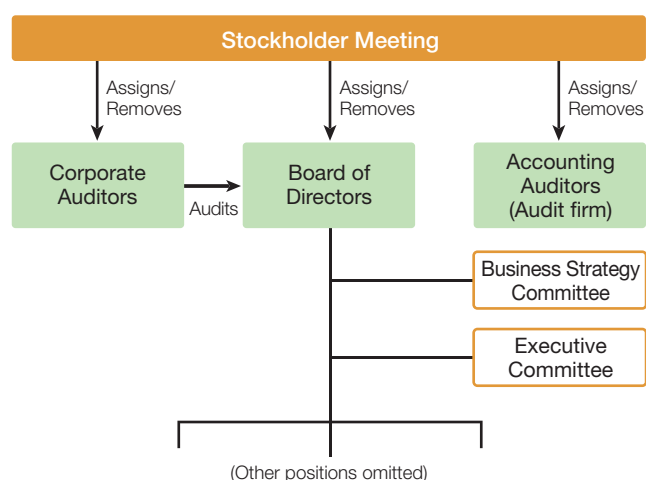 Stockholder Meeting
Assigns/
Removes
Assigns/
Removes
Assigns/
Removes
Corporate
Auditors
Audits
Board of
Directors
Accounting
Auditors
(Audit firm)
Business Strategy
Committee
Executive
Committee
(Other positions omitted)